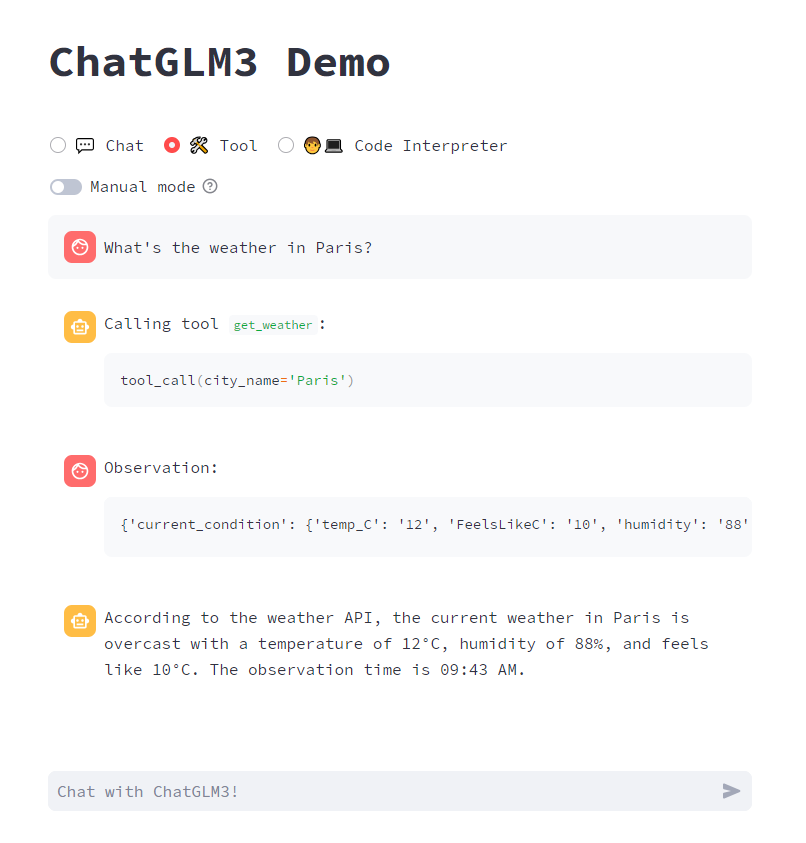 ChatGLM3 Demo
Chat Tool Code Interpreter
Manual mode ?
What's the weather in Paris?
Calling tool get_weather:
tool_call(city_name='Paris')
Observation:
{'current_condition': {'temp_C': '12', 'FeelsLikeC': '10', 'humidity': '88'
According to the weather API, the current weather in Paris is
overcast with a temperature of 12°C, humidity of 88%, and feels
like 10°C. The observation time is 09:43 AM.
Chat with ChatGLM3!